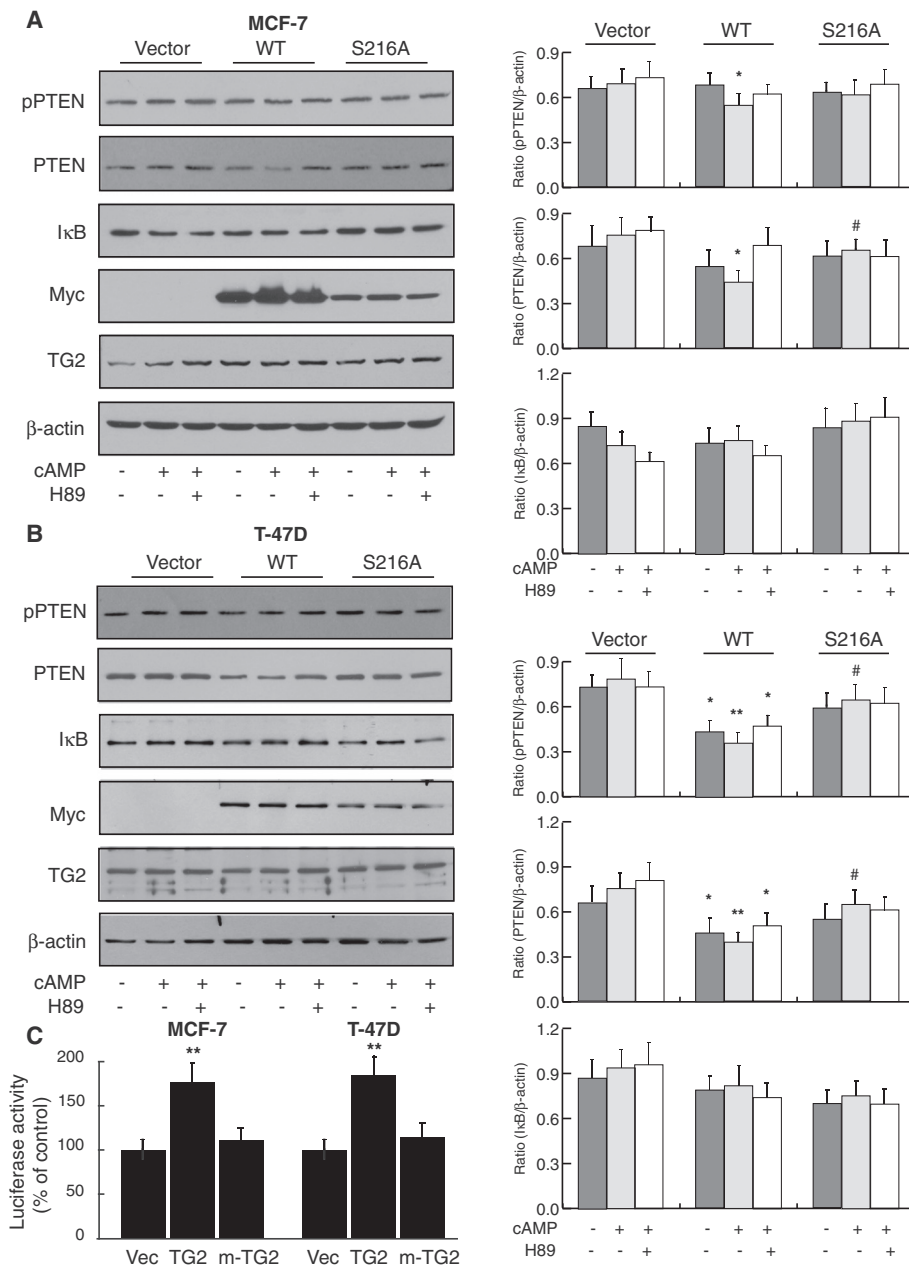 A
MCF-7
Vector WT S216A
pPTEN
PTEN
IκB
Myc
TG2
β-actin
cAMP - + + - + + - + +
H89 - - + - - + - - +
Vector WT S216A
Ratio (pPTEN/β-actin)
0.9
0.6
0.3
0.0
*
Ratio (PTEN/β-actin)
0.9
0.6
0.3
0.0
*
#
Ratio (IκB/β-actin)
1.2
0.9
0.6
0.3
0.0
cAMP - + + - + + - + +
H89 - - + - - + - - +
B
T-47D
Vector WT S216A
pPTEN
PTEN
IκB
Myc
TG2
β-actin
cAMP - + + - + + - + +
H89 - - + - - + - - +
Vector WT S216A
Ratio (pPTEN/β-actin)
0.9
0.6
0.3
0.0
* ** * #
Ratio (PTEN/β-actin)
1.2
0.9
0.6
0.3
0.0
* ** * #
Ratio (IκB/β-actin)
1.2
0.9
0.6
0.3
0.0
cAMP - + + - + + - + +
H89 - - + - - + - - +
C
MCF-7 T-47D
** **
Luciferase activity
(% of control)
200
150
100
50
0
Vec TG2 m-TG2 Vec TG2 m-TG2